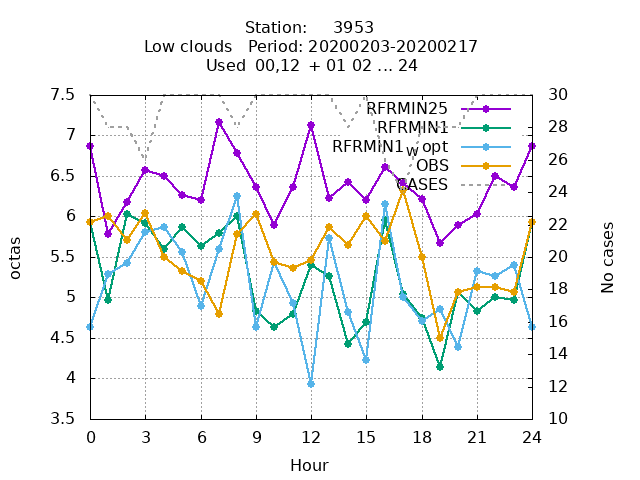 Station: 3953
Low clouds Period: 20200203-20200217
Used 00,12 + 01 02 ... 24
RFRMIN25
RFRMIN1
RFRMIN1w opt
OBS
CASES
7.5
7
6.5
6
5.5
5
4.5
4
3.5
30
28
26
24
22
20
18
16
14
12
10
octas
No cases
0 3 6 9 12 15 18 21 24
Hour